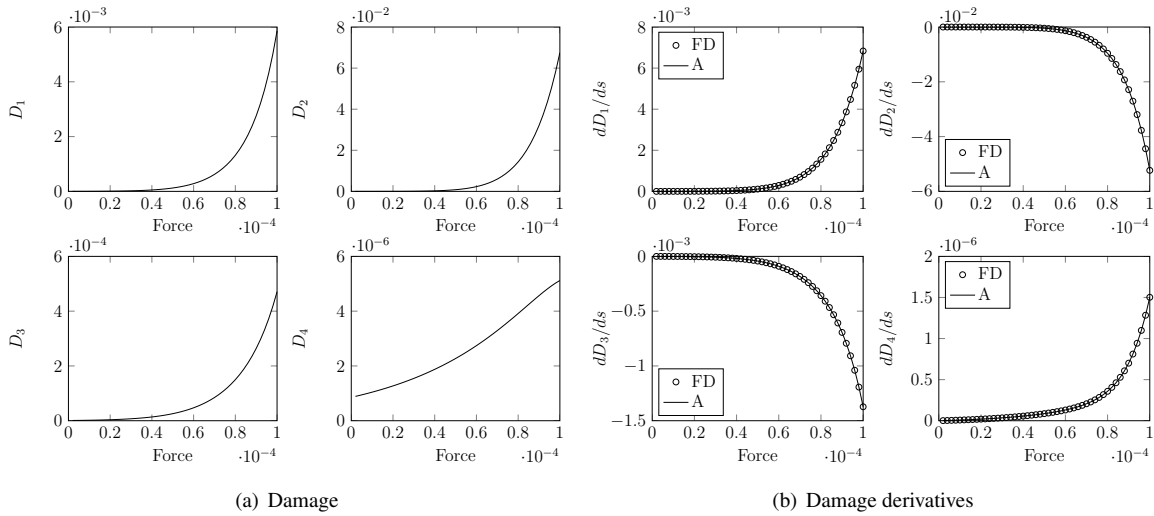 ·10⁻³
6
4
2
0
D₁
0 0.2 0.4 0.6 0.8 1
Force ·10⁻⁴
·10⁻²
8
6
4
2
0
D₂
0 0.2 0.4 0.6 0.8 1
Force ·10⁻⁴
·10⁻⁴
6
4
2
0
D₃
0 0.2 0.4 0.6 0.8 1
Force ·10⁻⁴
·10⁻⁶
6
4
2
0
D₄
0 0.2 0.4 0.6 0.8 1
Force ·10⁻⁴
(a) Damage
·10⁻³
8
6
4
2
0
dD₁/ds
FD
A
0 0.2 0.4 0.6 0.8 1
Force ·10⁻⁴
·10⁻²
0
−2
−4
−6
dD₂/ds
FD
A
0 0.2 0.4 0.6 0.8 1
Force ·10⁻⁴
·10⁻³
0
−0.5
−1
−1.5
dD₃/ds
FD
A
0 0.2 0.4 0.6 0.8 1
Force ·10⁻⁴
·10⁻⁶
2
1.5
1
0.5
0
dD₄/ds
FD
A
0 0.2 0.4 0.6 0.8 1
Force ·10⁻⁴
(b) Damage derivatives